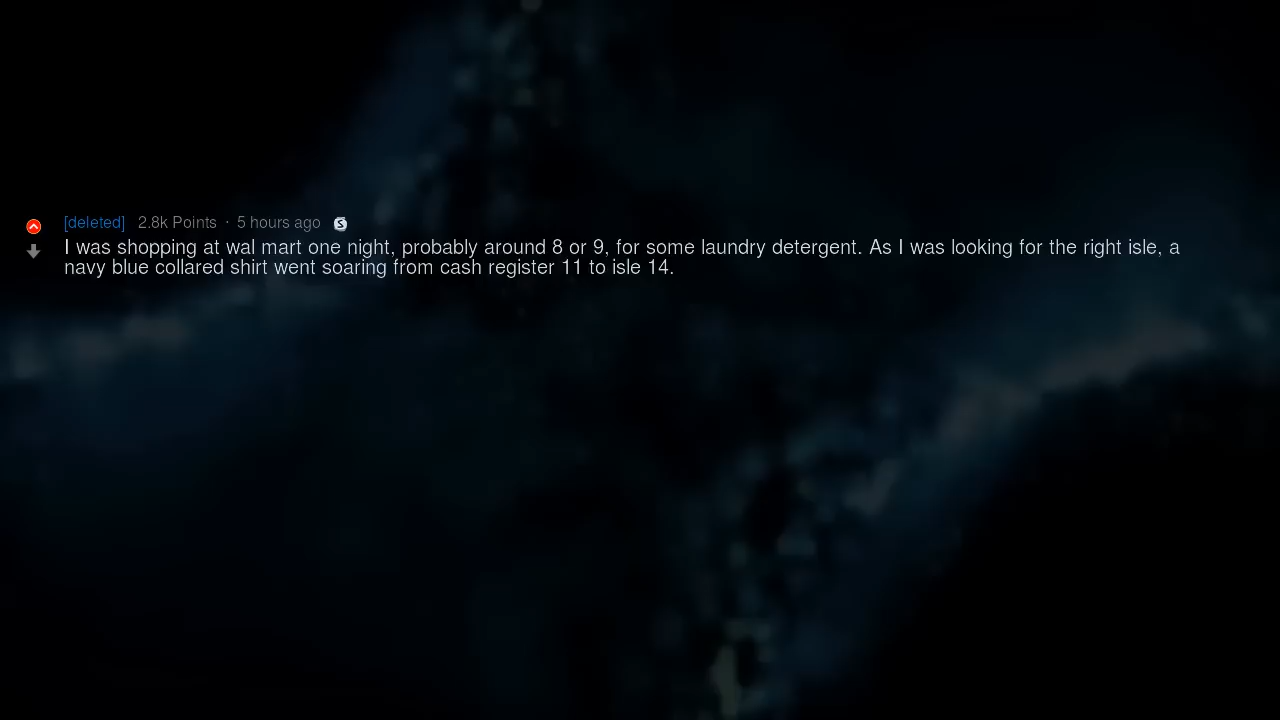 [deleted] 2.8k Points · 5 hours ago
I was shopping at wal mart one night, probably around 8 or 9, for some laundry detergent. As I was looking for the right isle, a
navy blue collared shirt went soaring from cash register 11 to isle 14.